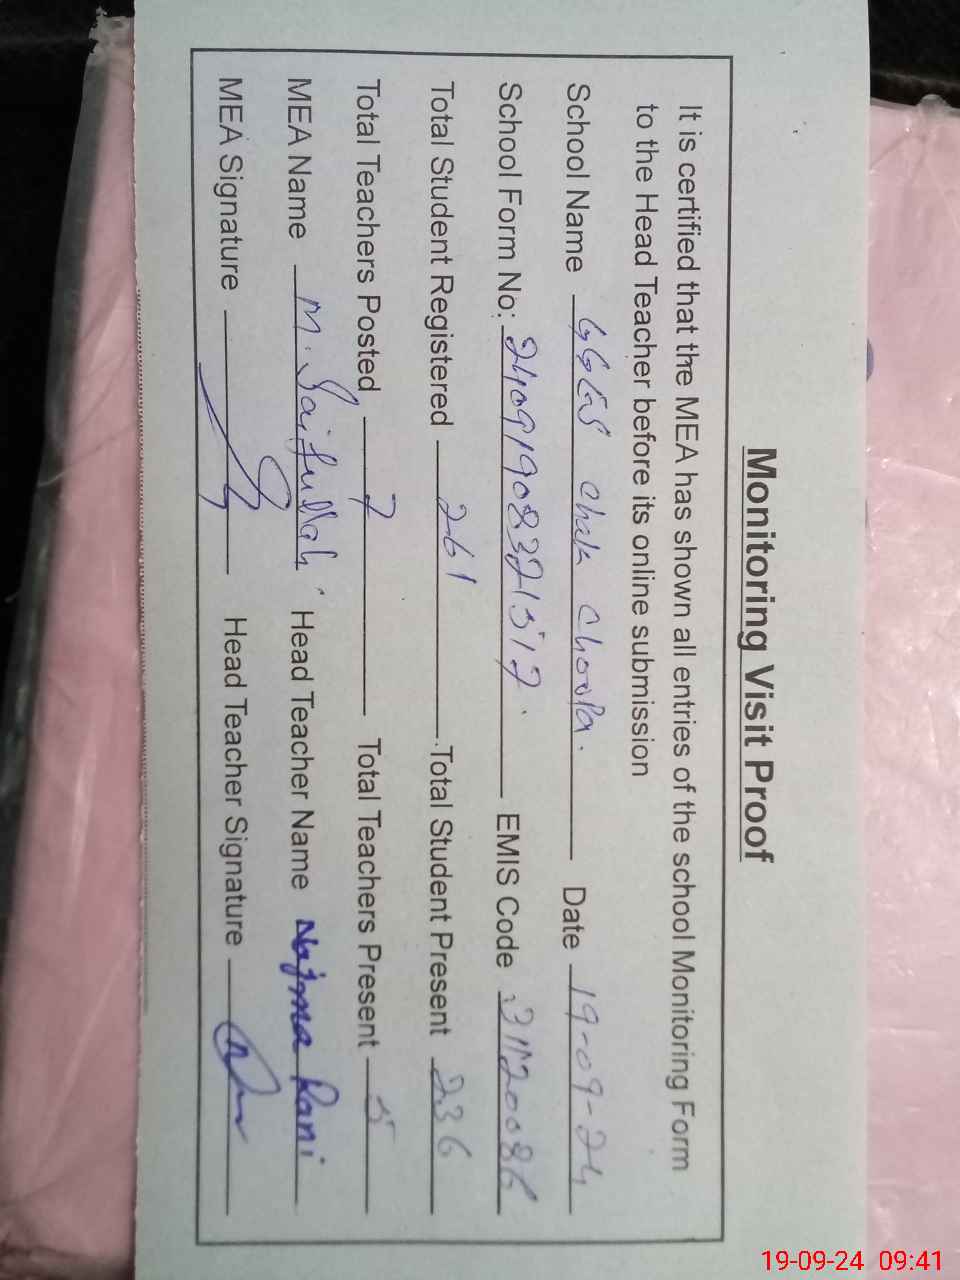 Monitoring Visit Proof
It is certified that the MEA has shown all entries of the school Monitoring Form
to the Head Teacher before its online submission
School Name GGES Chak Choola. Date 19-09-24
School Form No: 24091908321517. EMIS Code 31120086
Total Student Registered 261 Total Student Present 236
Total Teachers Posted 7 Total Teachers Present 5
MEA Name M. Saifullah Head Teacher Name Najma Rani
MEA Signature Head Teacher Signature
19-09-24 09:41